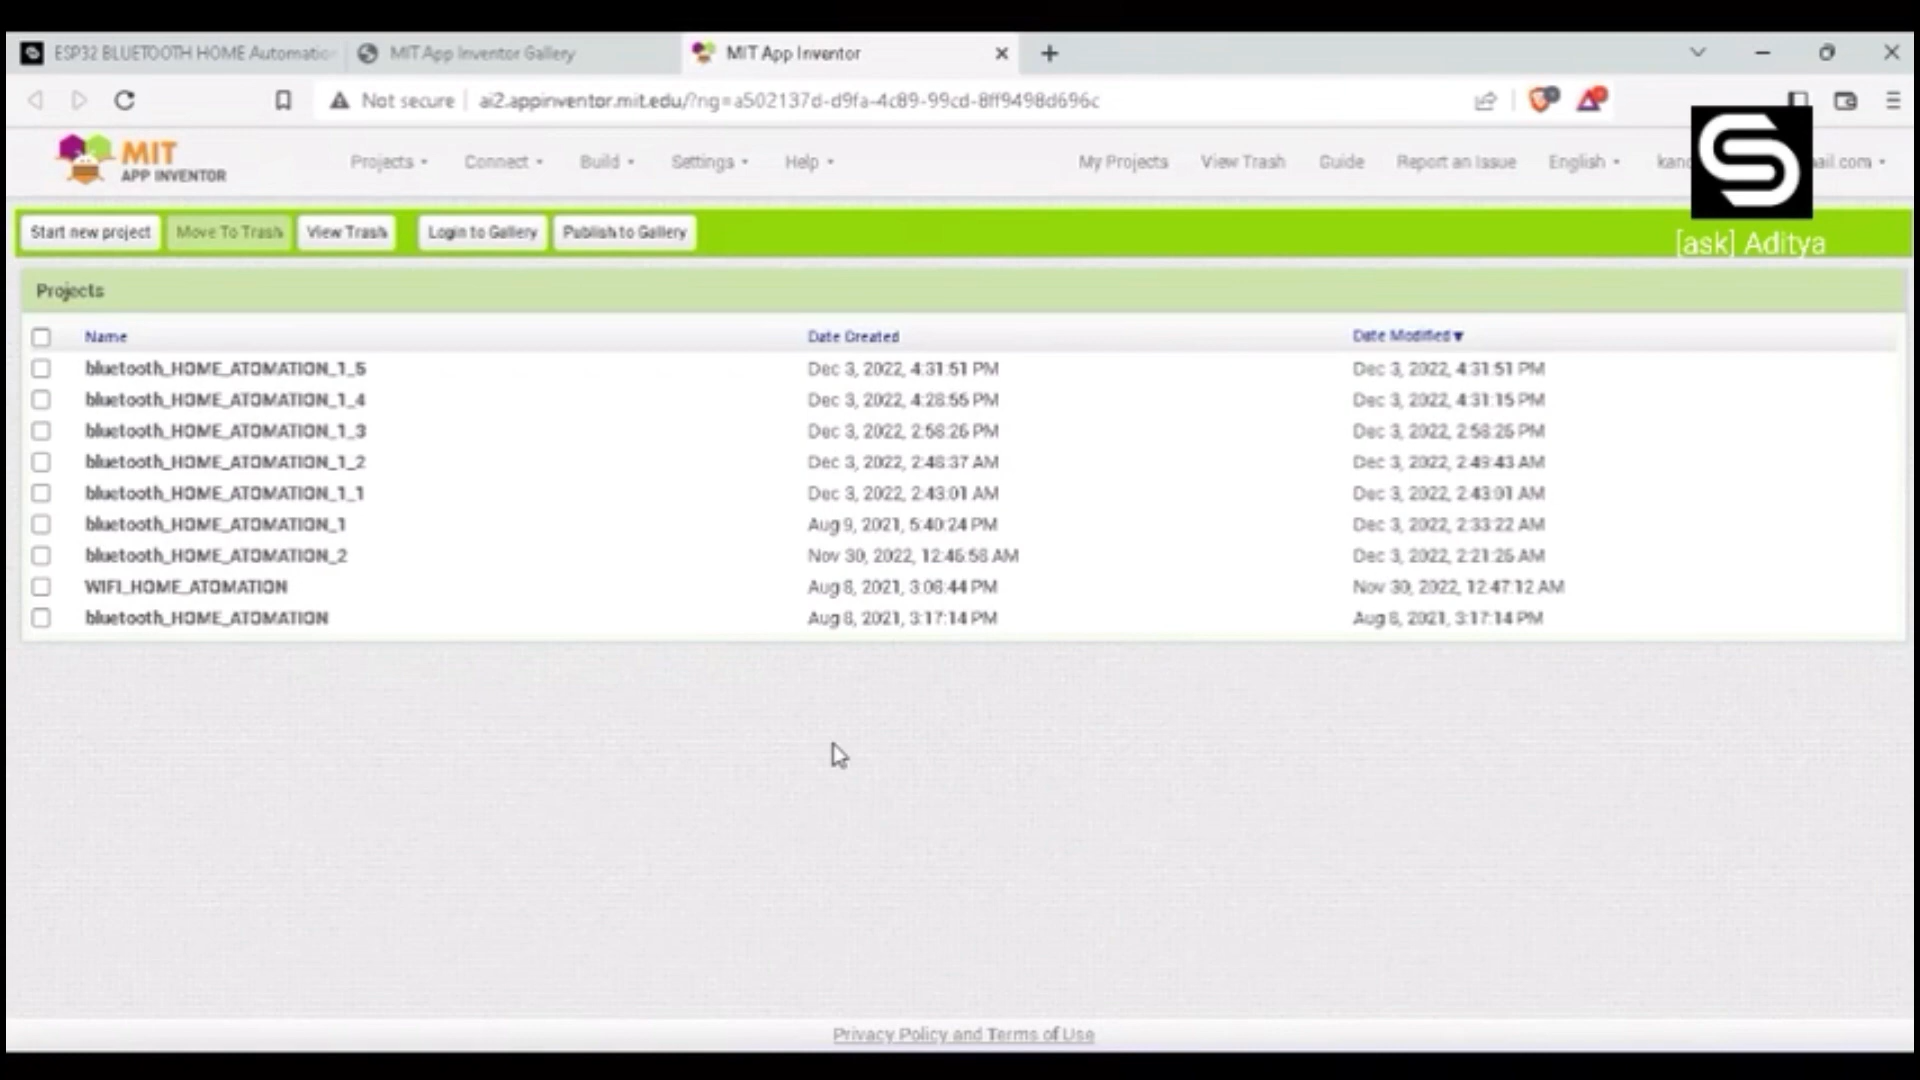 ESP32 BLUETOOTH HOME Automatio
MIT App Inventor Gallery
MIT App Inventor
Not secure
ai2.appinventor.mit.edu/?ng=a502137d-d9fa-4c89-99cd-8ff9498d696c
MIT
APP INVENTOR
Projects
Connect
Build
Settings
Help
My Projects
View Trash
Guide
Report an Issue
English
ail.com
[ask] Aditya
Start new project
Move To Trash
View Trash
Login to Gallery
Publish to Gallery
Projects
Name Date Created Date Modified▼
bluetooth_HOME_ATOMATION_1_5 Dec 3, 2022, 4:31:51 PM Dec 3, 2022, 4:31:51 PM
bluetooth_HOME_ATOMATION_1_4 Dec 3, 2022, 4:28:55 PM Dec 3, 2022, 4:31:15 PM
bluetooth_HOME_ATOMATION_1_3 Dec 3, 2022, 2:58:26 PM Dec 3, 2022, 2:58:26 PM
bluetooth_HOME_ATOMATION_1_2 Dec 3, 2022, 2:48:37 AM Dec 3, 2022, 2:49:43 AM
bluetooth_HOME_ATOMATION_1_1 Dec 3, 2022, 2:43:01 AM Dec 3, 2022, 2:43:01 AM
bluetooth_HOME_ATOMATION_1 Aug 9, 2021, 5:40:24 PM Dec 3, 2022, 2:33:22 AM
bluetooth_HOME_ATOMATION_2 Nov 30, 2022, 12:46:58 AM Dec 3, 2022, 2:21:26 AM
WIFI_HOME_ATOMATION Aug 8, 2021, 3:08:44 PM Nov 30, 2022, 12:47:12 AM
bluetooth_HOME_ATOMATION Aug 8, 2021, 3:17:14 PM Aug 8, 2021, 3:17:14 PM
Privacy Policy and Terms of Use